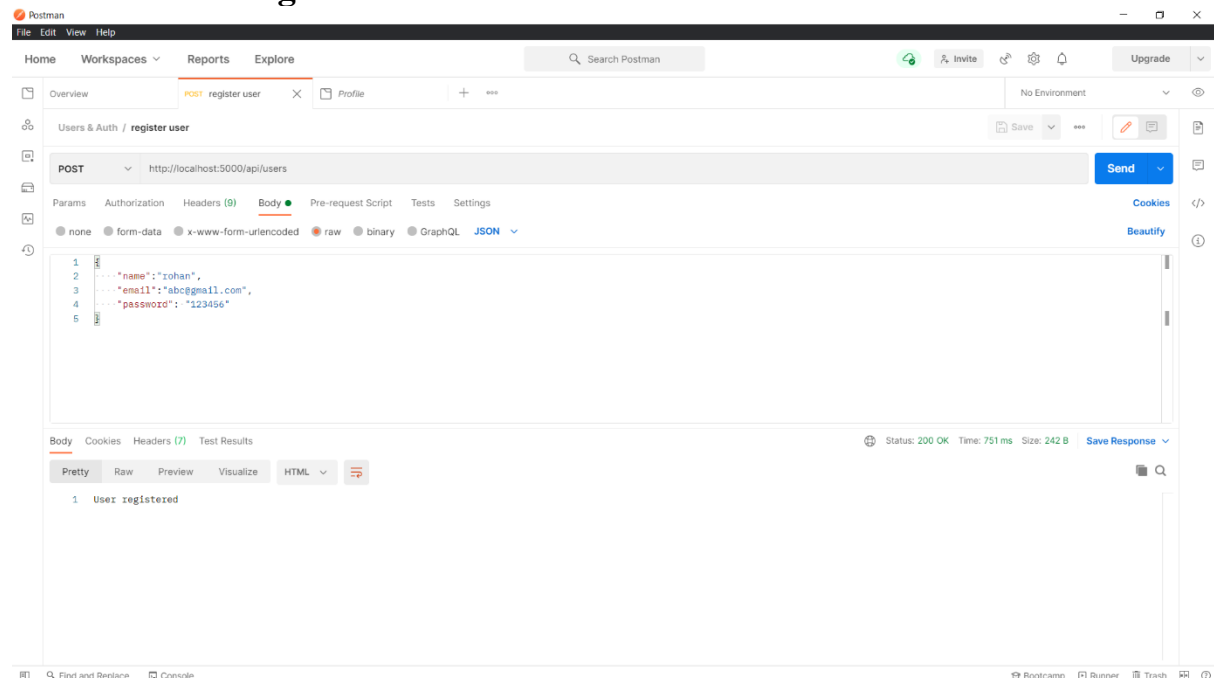 Postman
File Edit View Help
Home Workspaces Reports Explore Search Postman Invite Upgrade
Overview POST register user Profile No Environment
Users & Auth / register user Save
POST http://localhost:5000/api/users Send
Params Authorization Headers (9) Body Pre-request Script Tests Settings Cookies
none form-data x-www-form-urlencoded raw binary GraphQL JSON Beautify
1 {
2 "name":"rohan",
3 "email":"abc@gmail.com",
4 "password": "123456"
5 }
Body Cookies Headers (7) Test Results Status: 200 OK Time: 751 ms Size: 242 B Save Response
Pretty Raw Preview Visualize HTML
1 User registered
Find and Replace Console Bootcamp Runner Trash